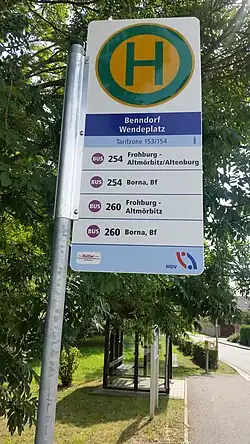 H
Benndorf
Wendeplatz
Tarifzone 153/154
BUS 254 Frohburg -
Altmörbitz/Altenburg
BUS 254 Borna, Bf
BUS 260 Frohburg -
Altmörbitz
BUS 260 Borna, Bf
MDV